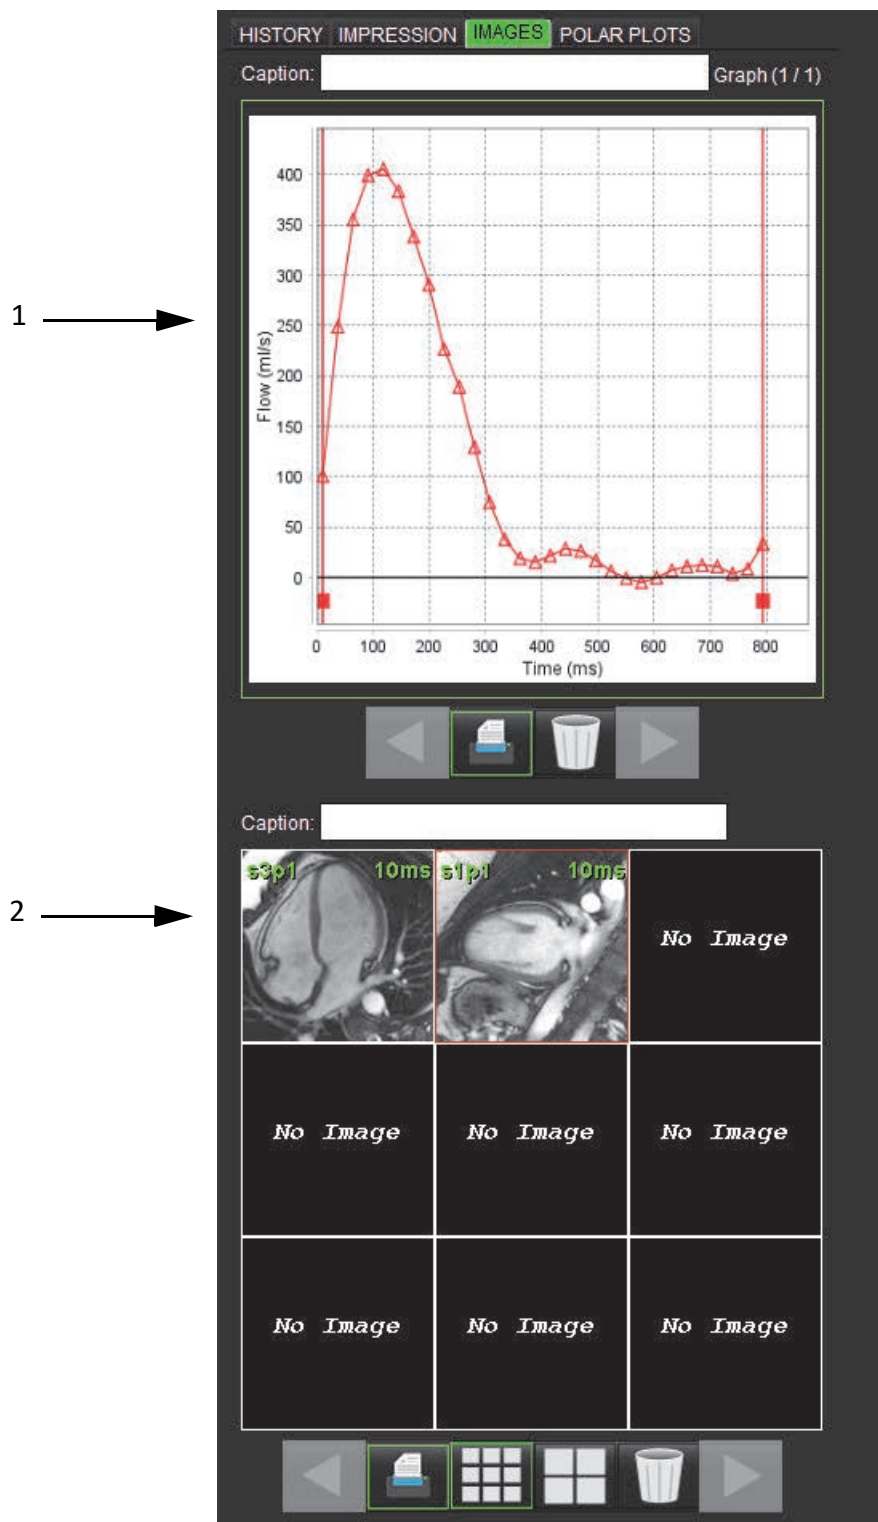 HISTORY IMPRESSION IMAGES POLAR PLOTS
Caption: Graph (1 / 1)
400
350
300
1
250
200
150
100
50
0
Flow (ml/s)
0 100 200 300 400 500 600 700 800
Time (ms)
Caption:
s3p1 10ms s1p1 10ms
2
No Image
No Image No Image No Image
No Image No Image No Image